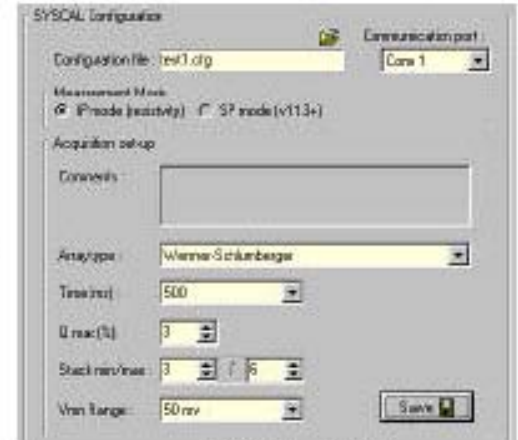 SYSCAL Configuration
Communication port :
Configuration file : test1.cfg
Com 1
Measurement Mode
IP mode (resistivity) SP mode (v11.3+)
Acquisition set-up
Comments :
Array type : Wenner-Schlumberger
Time (ms) : 500
Q max (%) 3
Stack min/max : 3 / 6
Vmn Range : 50 mv
Save